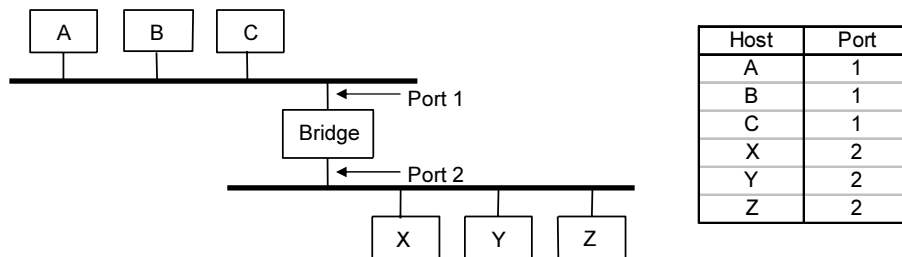 A B C
Port 1
Bridge
Port 2
X Y Z
Host Port
A 1
B 1
C 1
X 2
Y 2
Z 2